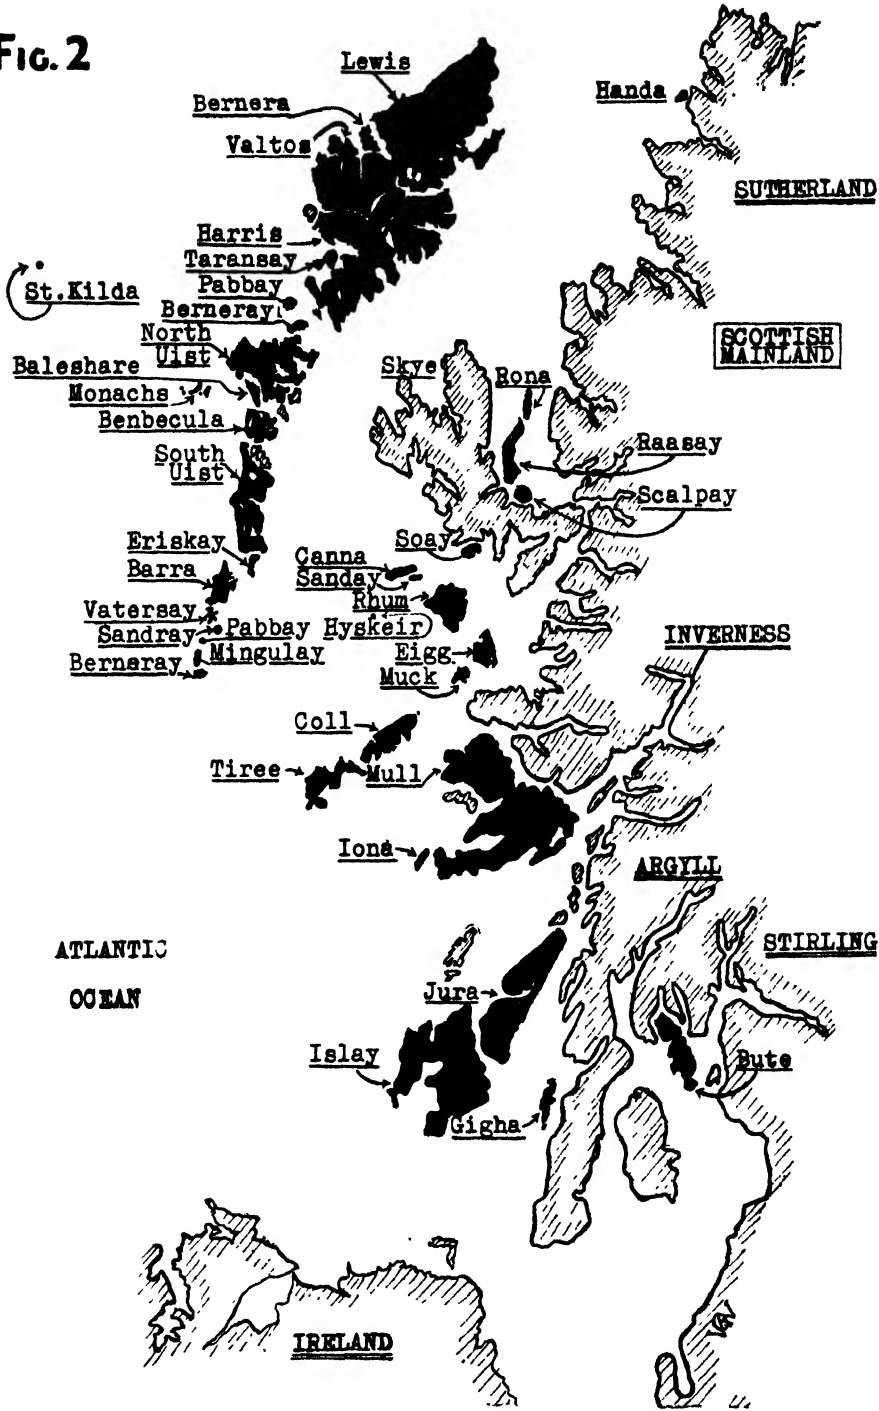 FIG. 2
Lewis
Bernera
Handa
Valtos
SUTHERLAND
Harris
Taransay
St.Kilda
Pabbay
Berneray
North
Uist
SCOTTISH
MAINLAND
Baleshare
Skye
Rona
Monachs
Benbecula
Raasay
South
Uist
Scalpay
Eriskay
Soay
Barra
Canna
Sanday
Rhum
Vatersay
Sandray
Pabbay
Hyskeir
INVERNESS
Berneray
Mingulay
Eigg
Muck
Coll
Tiree
Mull
Iona
ARGYLL
ATLANTIC
STIRLING
OCEAN
Jura
Islay
Bute
Gigha
IRELAND